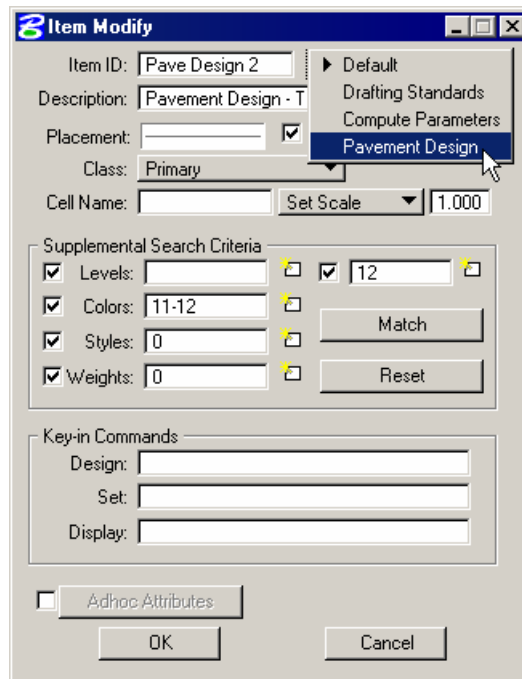 Item Modify
Item ID: Pave Design 2
Default
Drafting Standards
Compute Parameters
Pavement Design
Description: Pavement Design - T
Placement:
Class: Primary
Cell Name: Set Scale 1.000
Supplemental Search Criteria
Levels: 12
Colors: 11-12
Match
Styles: 0
Weights: 0 Reset
Key-in Commands
Design:
Set:
Display:
Adhoc Attributes
OK Cancel